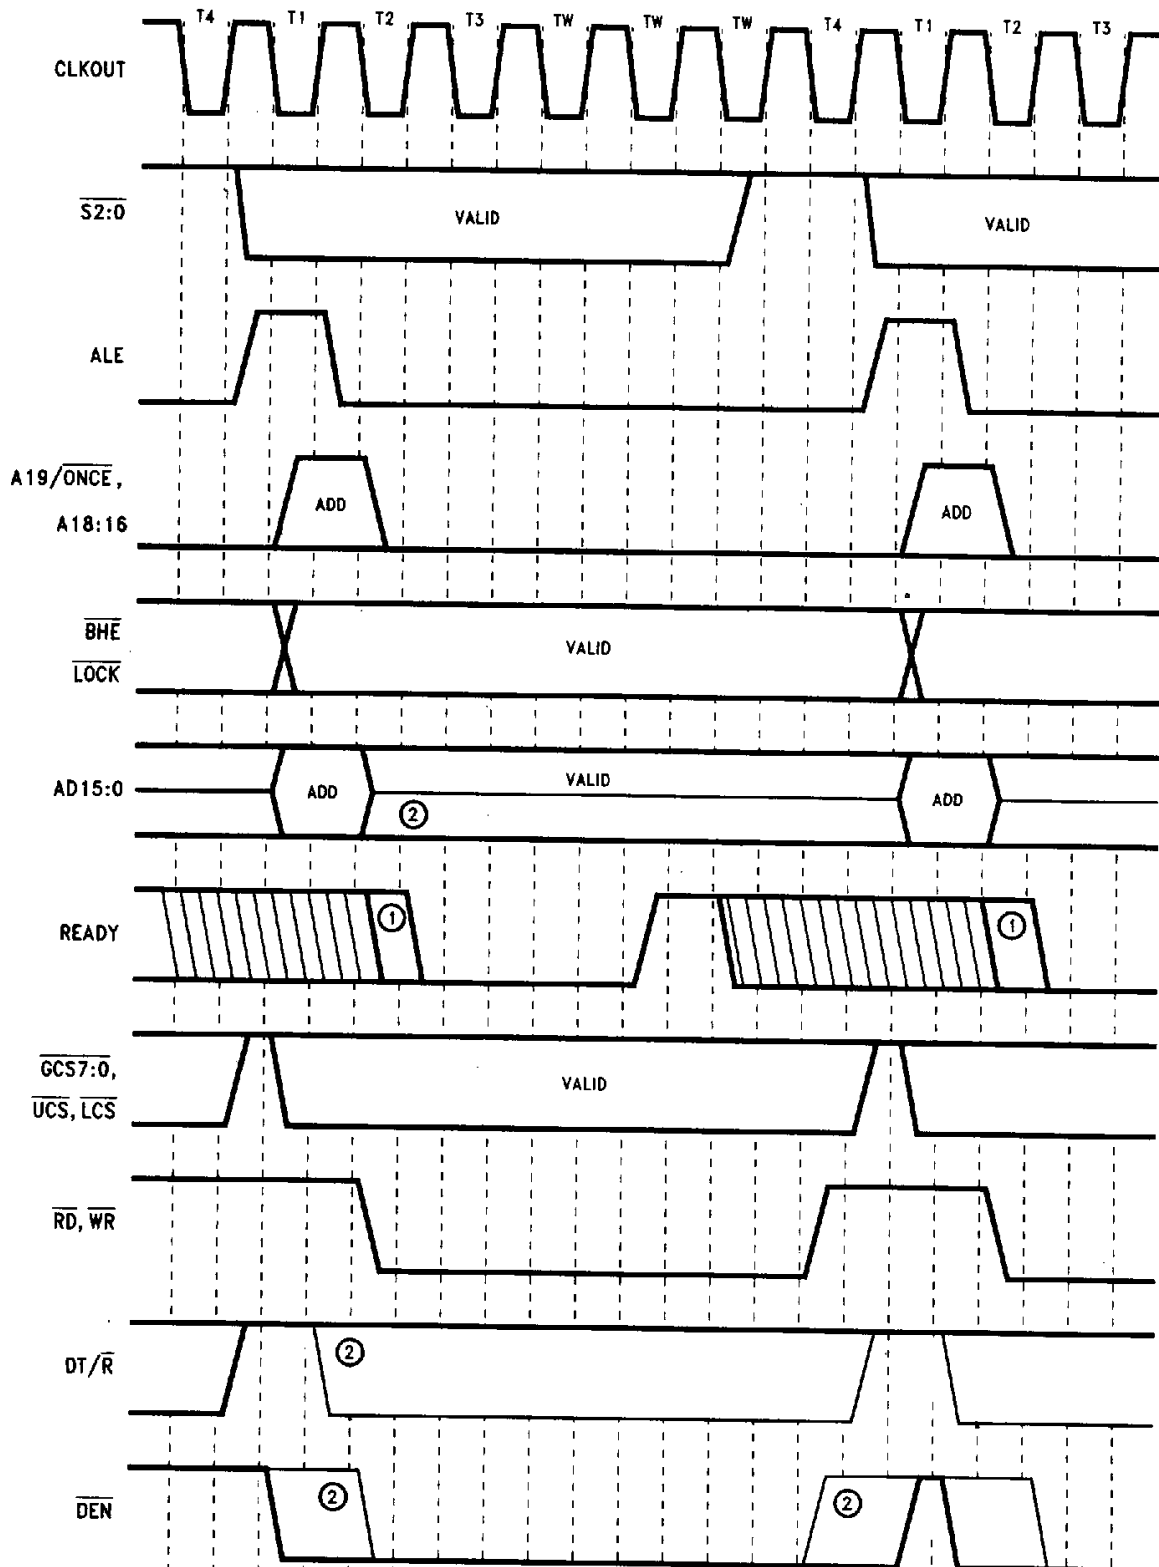 T4 T1 T2 T3 TW TW TW T4 T1 T2 T3
CLKOUT
S2:0
VALID
VALID
ALE
A19/ONCE,
A18:16
ADD
ADD
BHE
LOCK
VALID
AD15:0
ADD
VALID
2
ADD
READY
1
1
GCS7:0,
UCS, LCS
VALID
RD, WR
DT/R
2
DEN
2
2